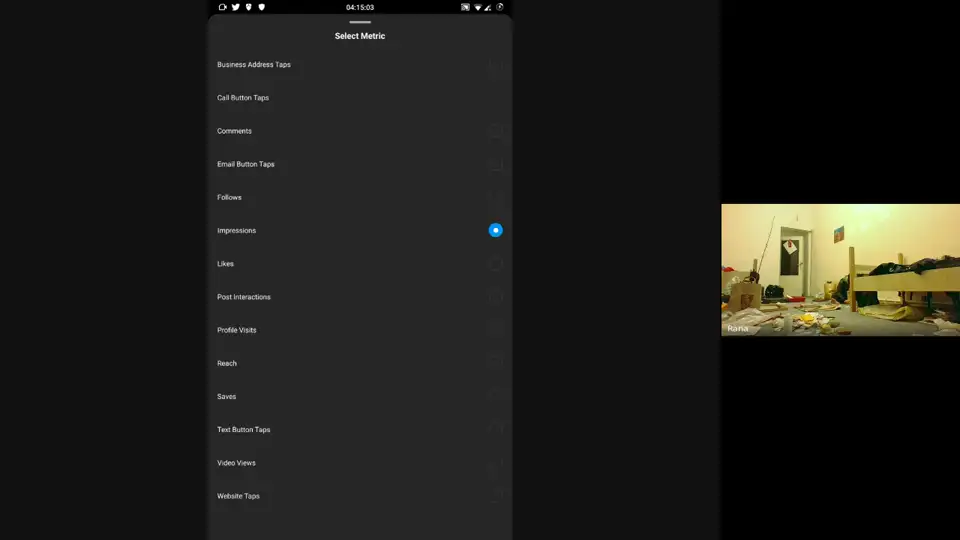 04:15:03
Select Metric
Business Address Taps
Call Button Taps
Comments
Email Button Taps
Follows
Impressions
Likes
Post Interactions
Profile Visits
Reach
Saves
Text Button Taps
Video Views
Website Taps
Rana